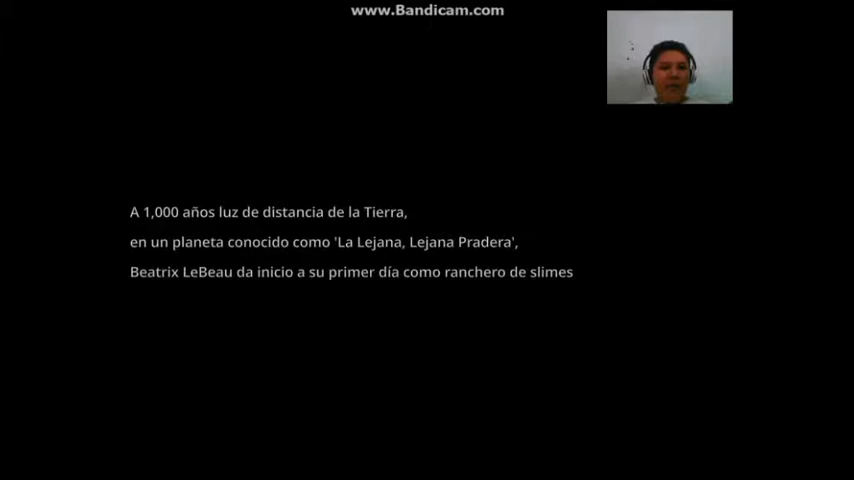 www.Bandicam.com
A 1,000 años luz de distancia de la Tierra,
en un planeta conocido como 'La Lejana, Lejana Pradera',
Beatrix LeBeau da inicio a su primer día como ranchero de slimes